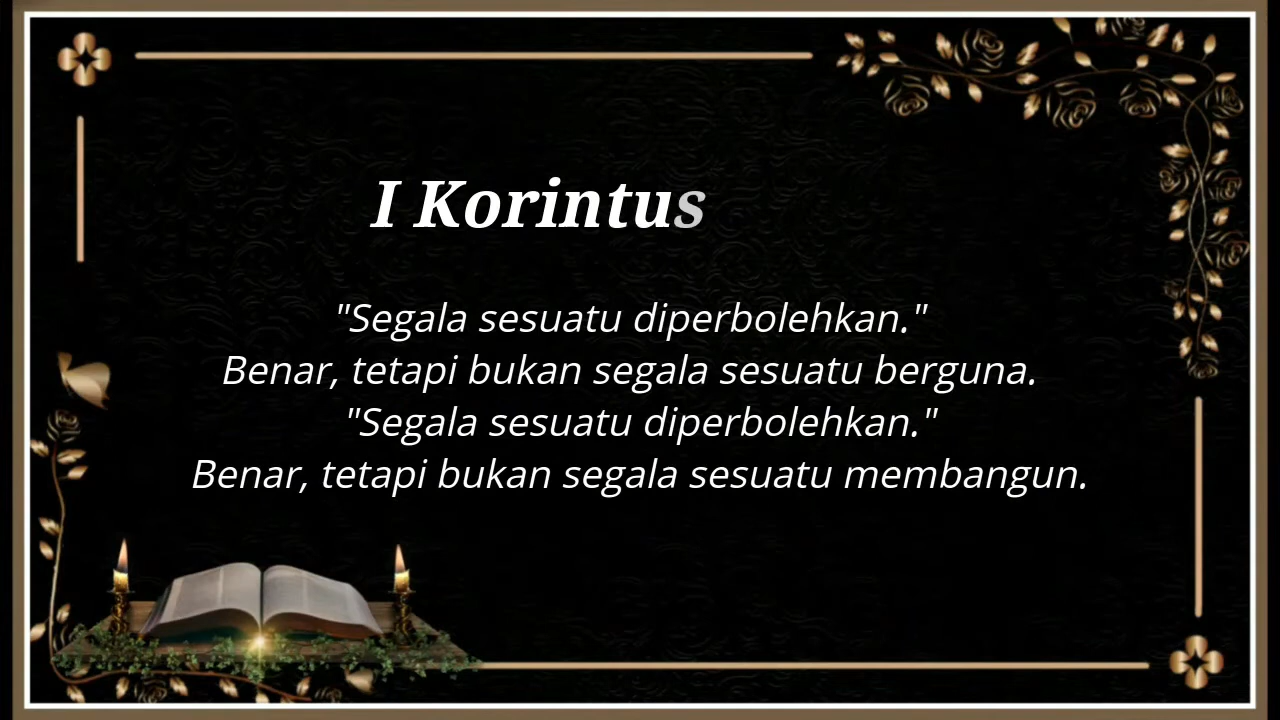 I Korintus
"Segala sesuatu diperbolehkan."
Benar, tetapi bukan segala sesuatu berguna.
"Segala sesuatu diperbolehkan."
Benar, tetapi bukan segala sesuatu membangun.